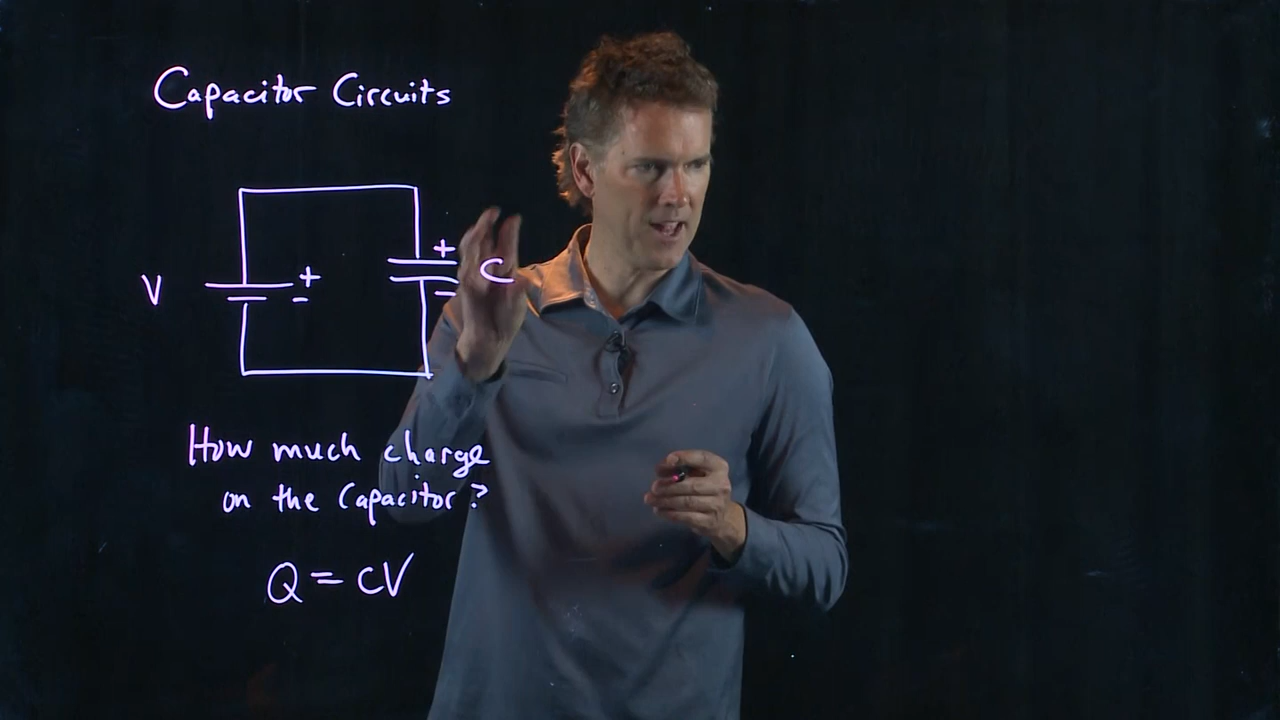 Capacitor Circuits
+
+
C
V
-
-
How much charge
on the Capacitor?
Q = CV